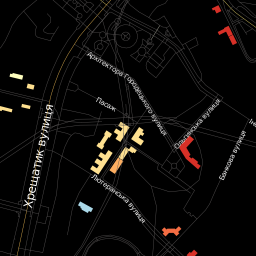 Архітектора Городецького вулиця
Пасаж
Хрещатик вулиця
Ольгинська вулиця
Банкова вулиця
Лютеранська вулиця